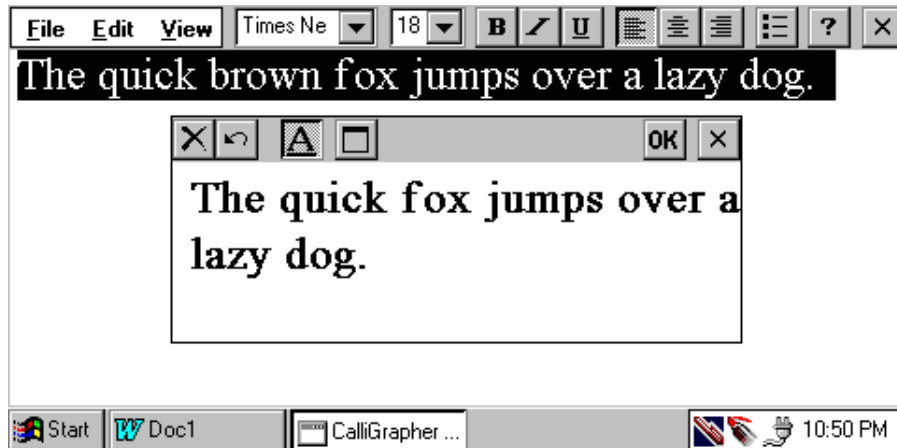 File Edit View Times Ne 18 B I U ?
The quick brown fox jumps over a lazy dog.
A OK
The quick fox jumps over a
lazy dog.
Start W Doc1 CalliGrapher ... 10:50 PM